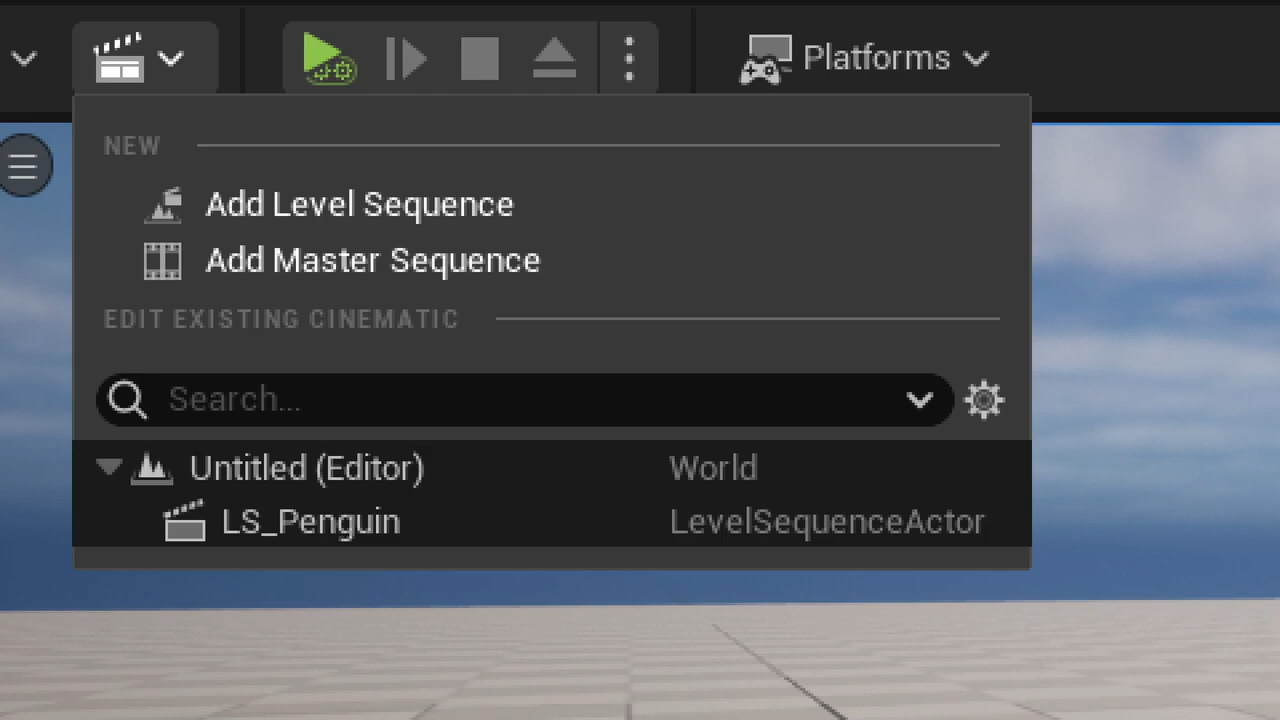 Platforms
NEW
Add Level Sequence
Add Master Sequence
EDIT EXISTING CINEMATIC
Search...
Untitled (Editor) World
LS_Penguin LevelSequenceActor